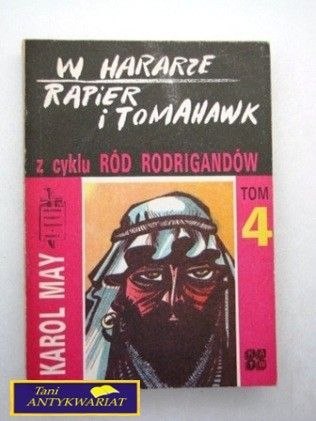 W HARARZE
RAPIER
i TOMAHAWK
z cyklu RÓD RODRIGANDÓW
TOM
4
KAROL MAY
Tani
ANTYKWARIAT